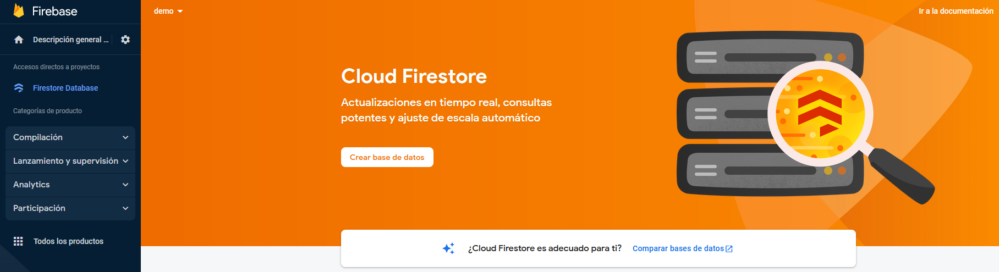 Firebase
demo
Ir a la documentación
Descripción general ...
Accesos directos a proyectos
Firestore Database
Categorías de producto
Compilación
Lanzamiento y supervisión
Analytics
Participación
Todos los productos
Cloud Firestore
Actualizaciones en tiempo real, consultas
potentes y ajuste de escala automático
Crear base de datos
¿Cloud Firestore es adecuado para ti? Comparar bases de datos